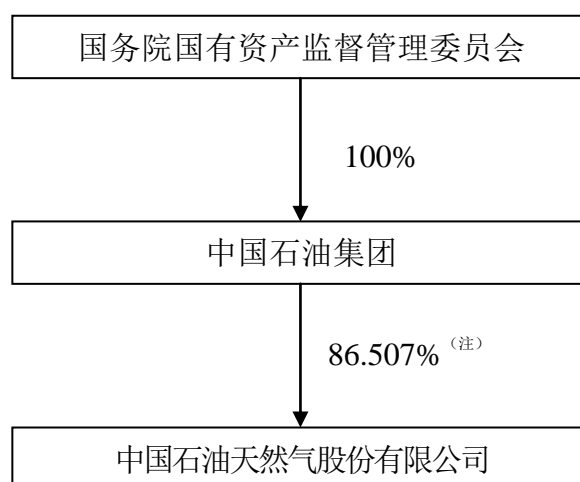 国务院国有资产监督管理委员会
100%
中国石油集团
86.507%（注）
中国石油天然气股份有限公司